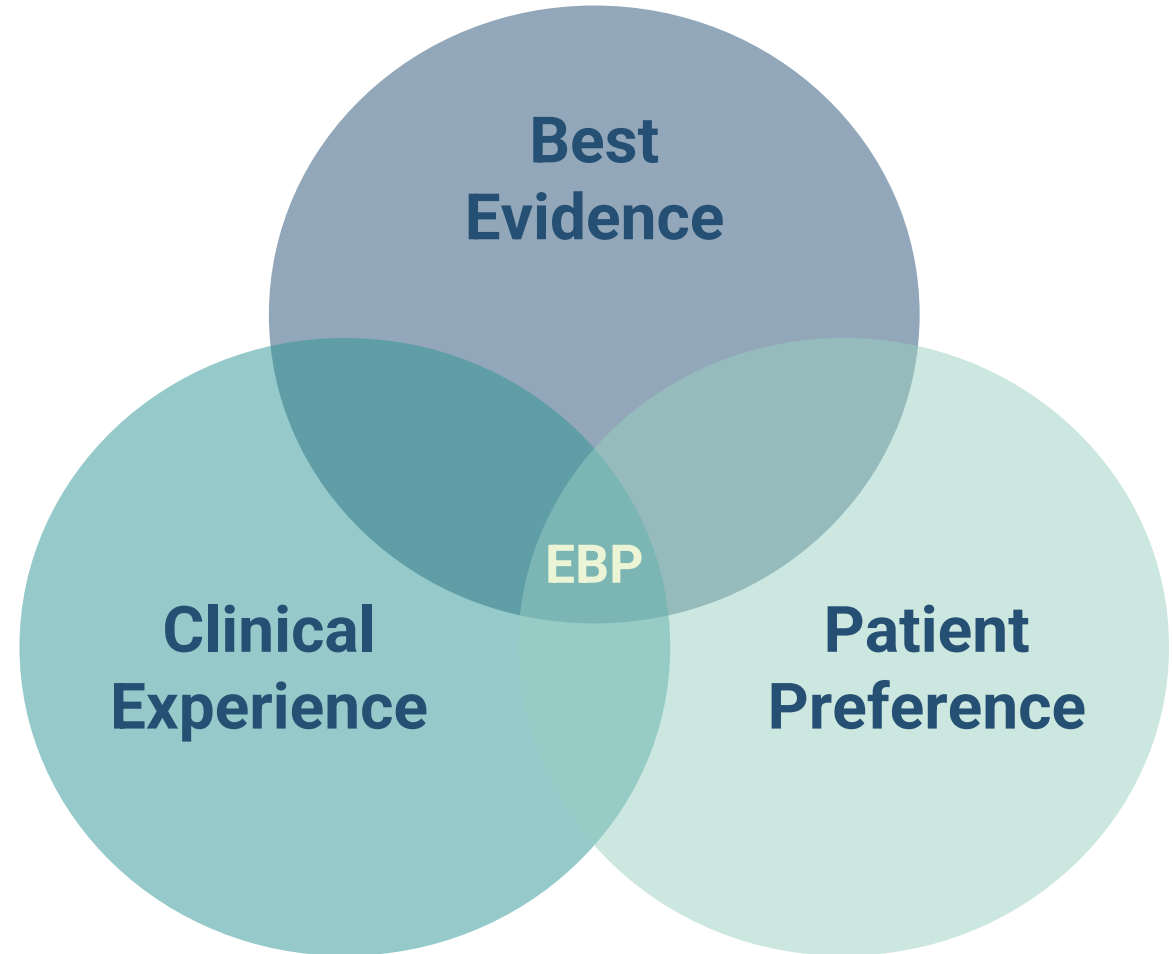 Best
Evidence
EBP
Clinical
Experience
Patient
Preference